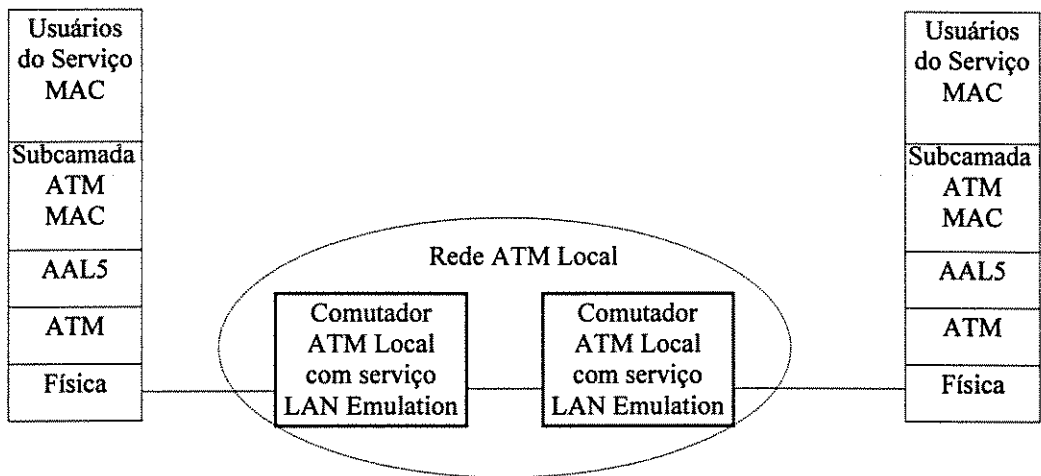 Usuários
do Serviço
MAC
Subcamada
ATM
MAC
AAL5
ATM
Física
Rede ATM Local
Comutador
ATM Local
com serviço
LAN Emulation
Comutador
ATM Local
com serviço
LAN Emulation
Usuários
do Serviço
MAC
Subcamada
ATM
MAC
AAL5
ATM
Física